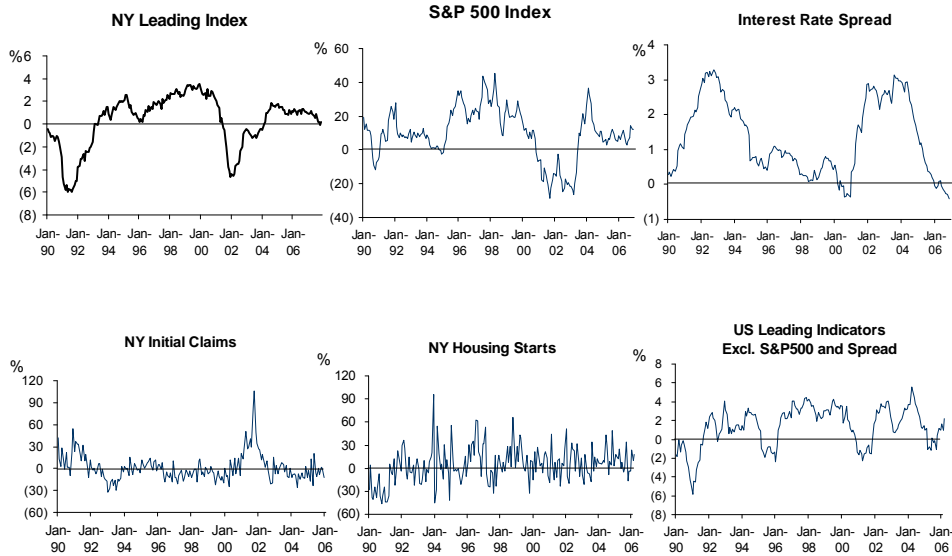 NY Leading Index
%6
4
2
0
(2)
(4)
(6)
(8)
Jan- Jan- Jan- Jan- Jan- Jan- Jan- Jan- Jan-
90 92 94 96 98 00 02 04 06
S&P 500 Index
%
60
40
20
0
(20)
(40)
Jan- Jan- Jan- Jan- Jan- Jan- Jan- Jan- Jan-
90 92 94 96 98 00 02 04 06
Interest Rate Spread
%
4
3
2
1
0
(1)
Jan- Jan- Jan- Jan- Jan- Jan- Jan- Jan- Jan-
90 92 94 96 98 00 02 04 06
NY Initial Claims
%
120
90
60
30
0
(30)
(60)
Jan- Jan- Jan- Jan- Jan- Jan- Jan- Jan- Jan-
90 92 94 96 98 00 02 04 06
NY Housing Starts
%
120
90
60
30
0
(30)
(60)
Jan- Jan- Jan- Jan- Jan- Jan- Jan- Jan- Jan-
90 92 94 96 98 00 02 04 06
US Leading Indicators
Excl. S&P500 and Spread
%
8
6
4
2
0
(2)
(4)
(6)
(8)
Jan- Jan- Jan- Jan- Jan- Jan- Jan- Jan- Jan-
90 92 94 96 98 00 02 04 06